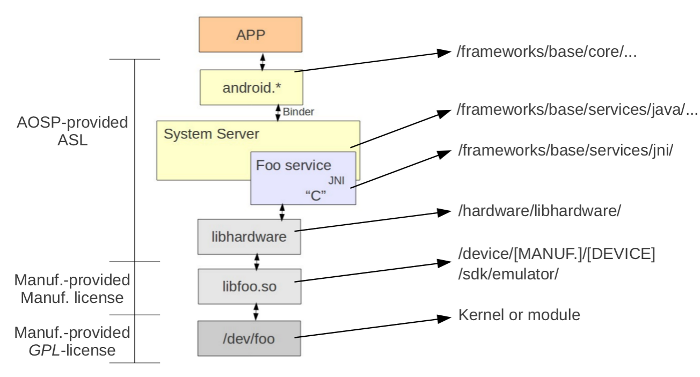 APP
/frameworks/base/core/...
android.*
Binder
AOSP-provided
ASL
System Server
/frameworks/base/services/java/...
Foo service
JNI
“C”
/frameworks/base/services/jni/
libhardware
/hardware/libhardware/
Manuf.-provided
Manuf. license
libfoo.so
/device/[MANUF.]/[DEVICE]
/sdk/emulator/
Manuf.-provided
GPL-license
/dev/foo
Kernel or module